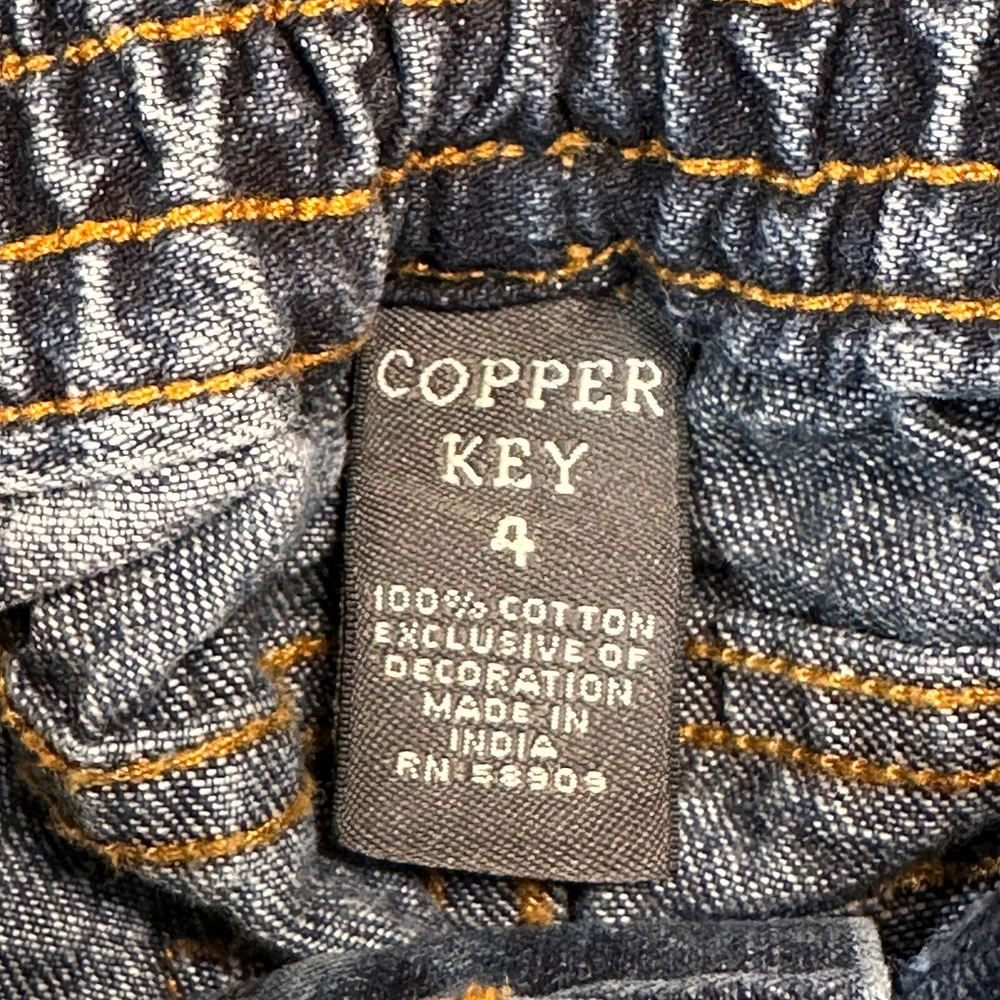 COPPER
KEY
4
100% COTTON
EXCLUSIVE OF
DECORATION
MADE IN
INDIA
RN 58909